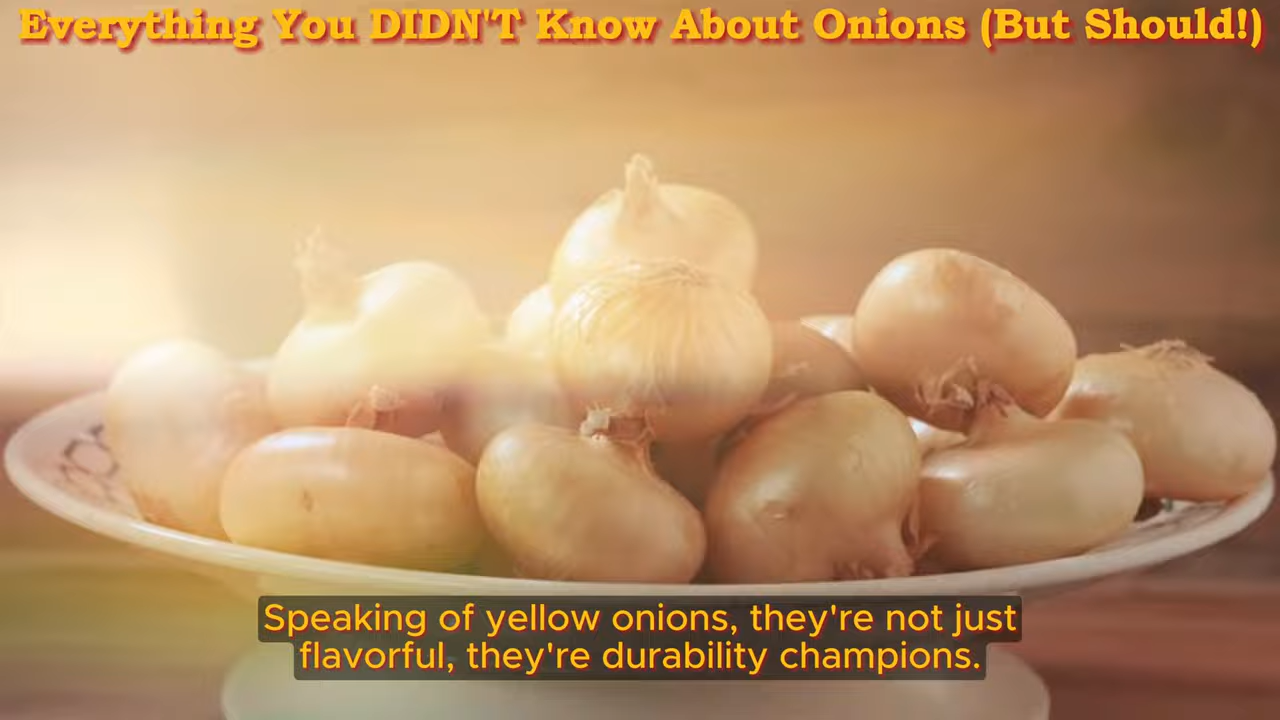 Everything You DIDN'T Know About Onions (But Should!)
Speaking of yellow onions, they're not just
flavorful, they're durability champions.